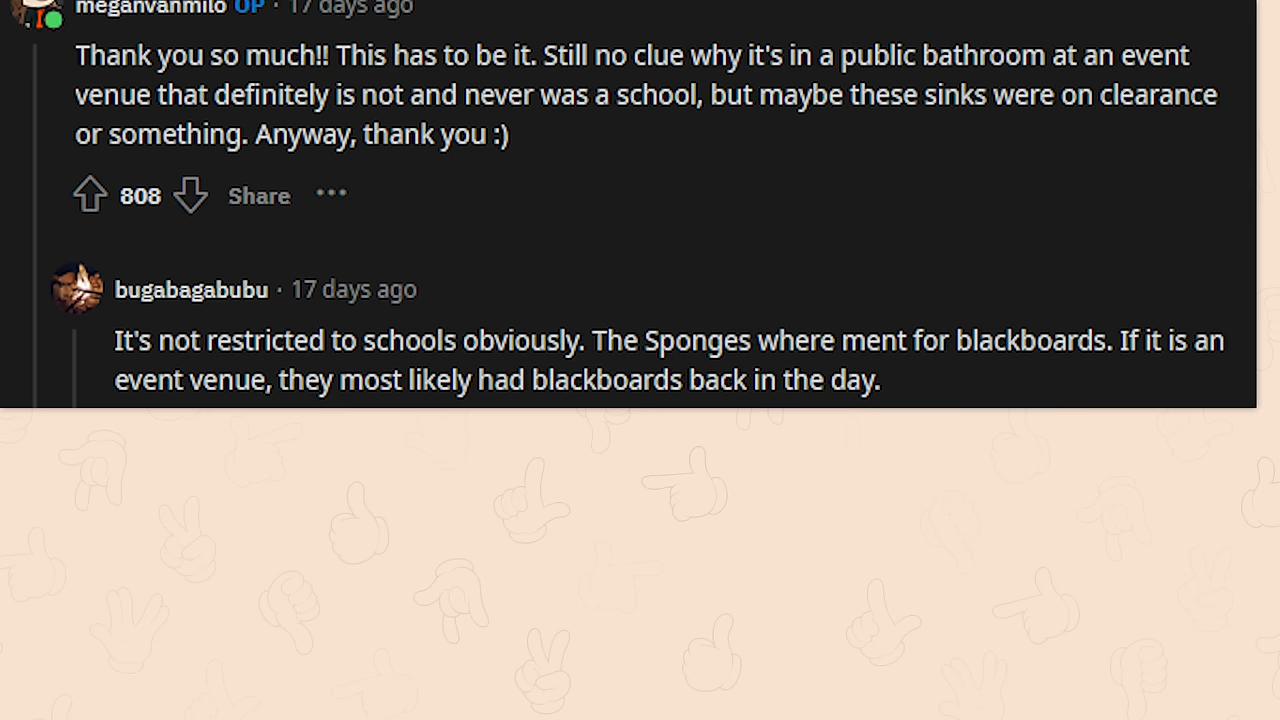 meganvanmilo OP · 17 days ago
Thank you so much!! This has to be it. Still no clue why it's in a public bathroom at an event
venue that definitely is not and never was a school, but maybe these sinks were on clearance
or something. Anyway, thank you :)
808 Share ···
bugabagabubu · 17 days ago
It's not restricted to schools obviously. The Sponges where ment for blackboards. If it is an
event venue, they most likely had blackboards back in the day.